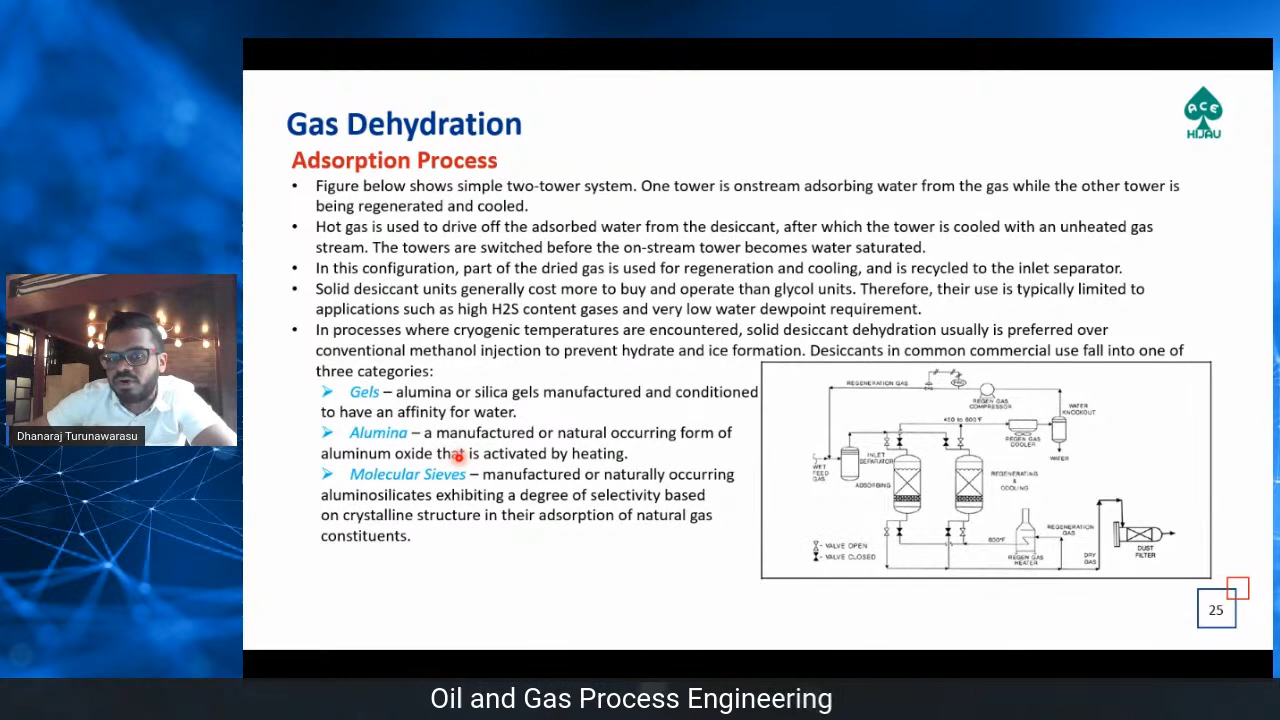 Gas Dehydration
ACE
HIJAU
Adsorption Process
• Figure below shows simple two-tower system. One tower is onstream adsorbing water from the gas while the other tower is
being regenerated and cooled.
• Hot gas is used to drive off the adsorbed water from the desiccant, after which the tower is cooled with an unheated gas
stream. The towers are switched before the on-stream tower becomes water saturated.
• In this configuration, part of the dried gas is used for regeneration and cooling, and is recycled to the inlet separator.
• Solid desiccant units generally cost more to buy and operate than glycol units. Therefore, their use is typically limited to
applications such as high H2S content gases and very low water dewpoint requirement.
• In processes where cryogenic temperatures are encountered, solid desiccant dehydration usually is preferred over
conventional methanol injection to prevent hydrate and ice formation. Desiccants in common commercial use fall into one of
three categories:
➢ Gels – alumina or silica gels manufactured and conditioned
to have an affinity for water.
➢ Alumina – a manufactured or natural occurring form of
aluminum oxide that is activated by heating.
➢ Molecular Sieves – manufactured or naturally occurring
aluminosilicates exhibiting a degree of selectivity based
on crystalline structure in their adsorption of natural gas
constituents.
REGENERATION GAS
REGEN GAS
COMPRESSOR
WATER
KNOCKOUT
450 to 600°F
REGEN GAS
COOLER
WATER
INLET
SEPARATOR
WET
FEED
GAS
ADSORBING
REGENERATING
&
COOLING
- VALVE OPEN
- VALVE CLOSED
600°F
REGEN GAS
HEATER
REGENERATION
GAS
DRY
GAS
DUST
FILTER
25
Dhanaraj Turunawarasu
Oil and Gas Process Engineering